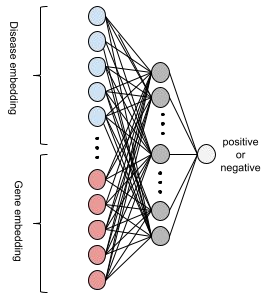 Disease embedding
Gene embedding
positive
or
negative